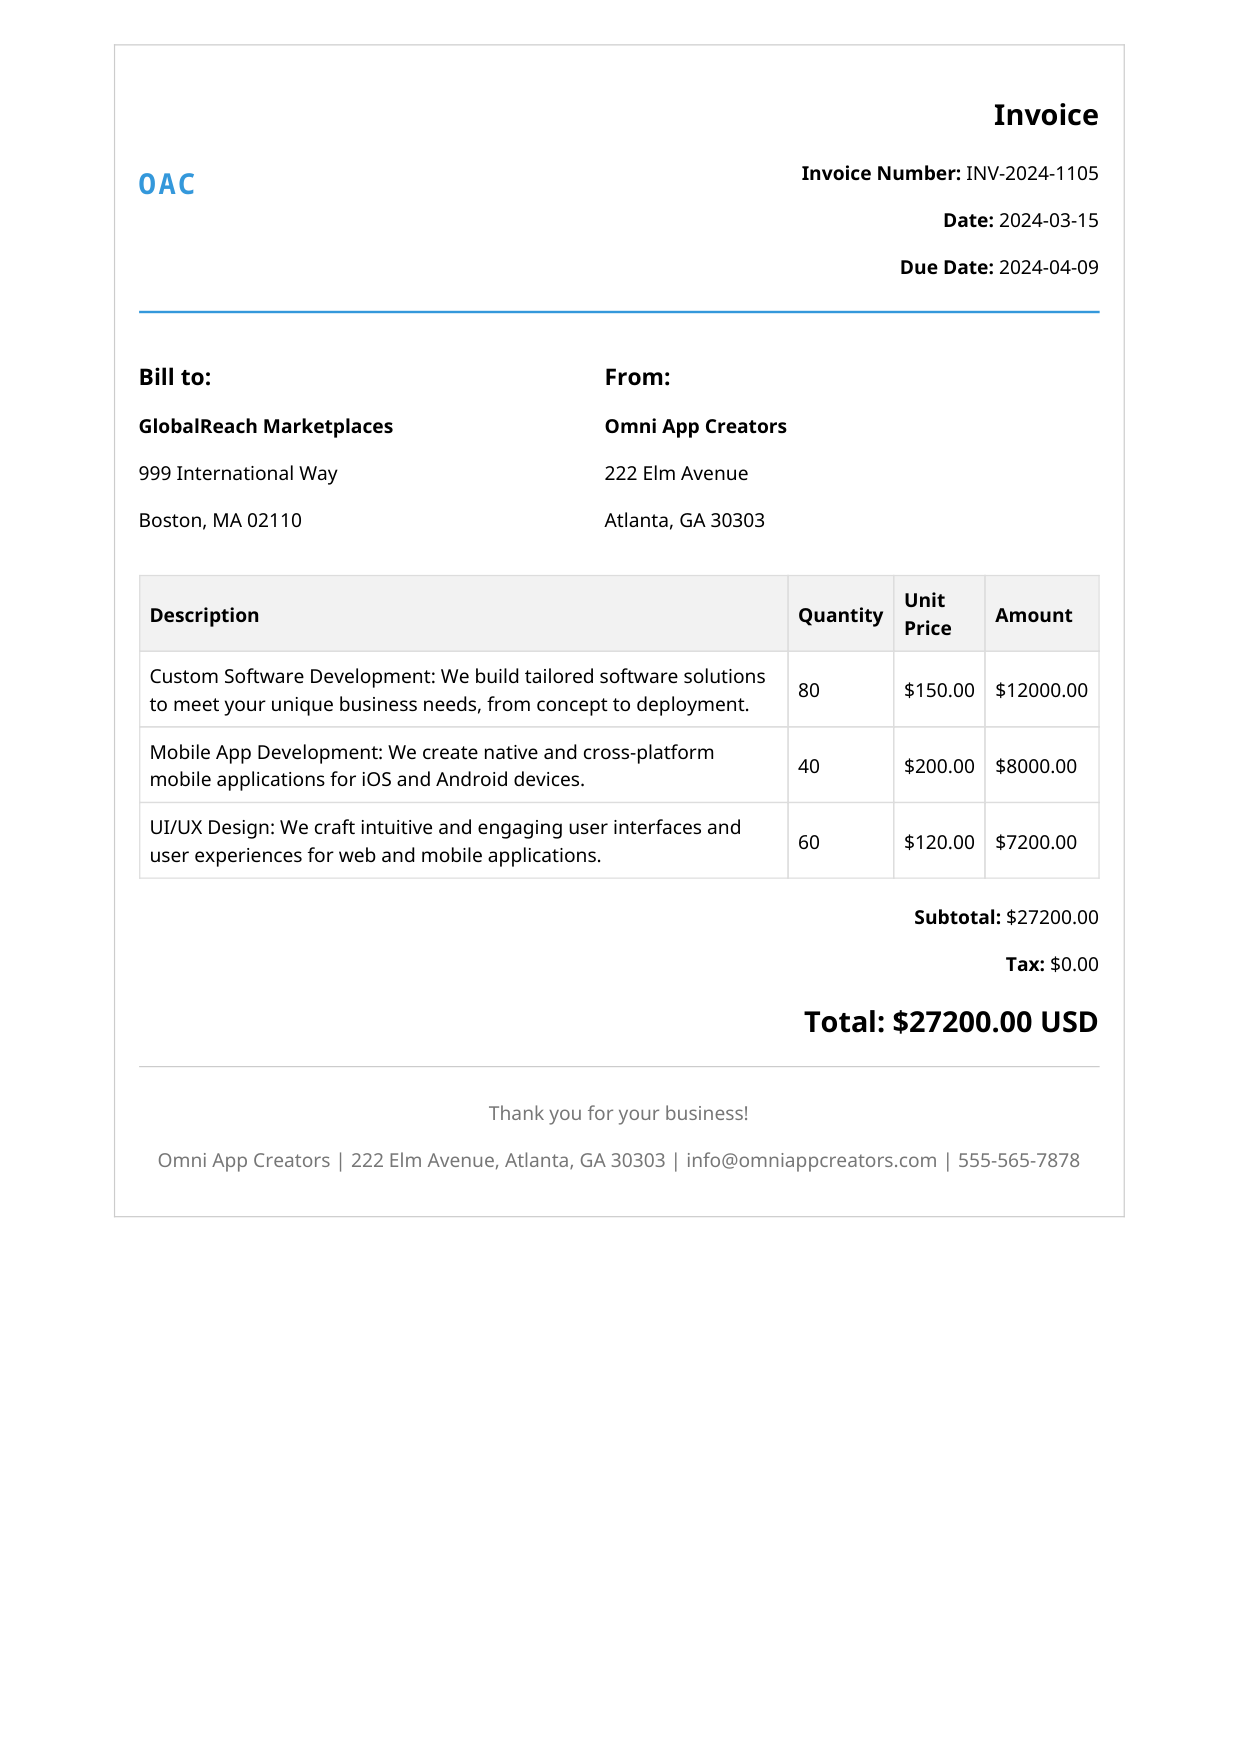 Invoice
OAC
Invoice Number: INV-2024-1105
Date: 2024-03-15
Due Date: 2024-04-09
Bill to:
GlobalReach Marketplaces
999 International Way
Boston, MA 02110
From:
Omni App Creators
222 Elm Avenue
Atlanta, GA 30303
Description Quantity Unit Price Amount
Custom Software Development: We build tailored software solutions
to meet your unique business needs, from concept to deployment.
80 $150.00 $12000.00
Mobile App Development: We create native and cross-platform
mobile applications for iOS and Android devices.
40 $200.00 $8000.00
UI/UX Design: We craft intuitive and engaging user interfaces and
user experiences for web and mobile applications.
60 $120.00 $7200.00
Subtotal: $27200.00
Tax: $0.00
Total: $27200.00 USD
Thank you for your business!
Omni App Creators | 222 Elm Avenue, Atlanta, GA 30303 | info@omniappcreators.com | 555-565-7878